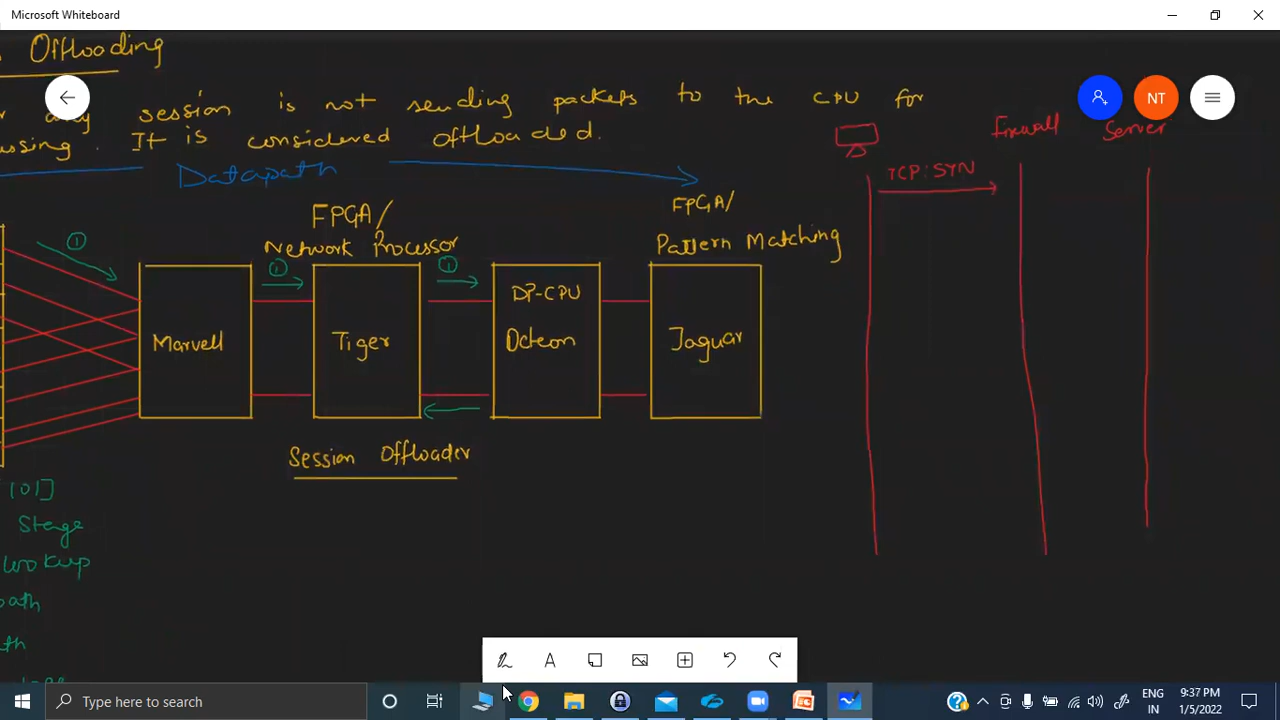 Microsoft Whiteboard
Offloading
any session is not sending packets to the CPU for
It is considered offloaded.
NT
Firewall Server
TCP:SYN
Datapath
FPGA/
Network Processor
FPGA/
Pattern Matching
1
1
1
Marvell
Tiger
DP-CPU
Octeon
Jaguar
Session Offloader
[01]
Stage
Lookup
path
Type here to search
ENG
IN
9:37 PM
1/5/2022